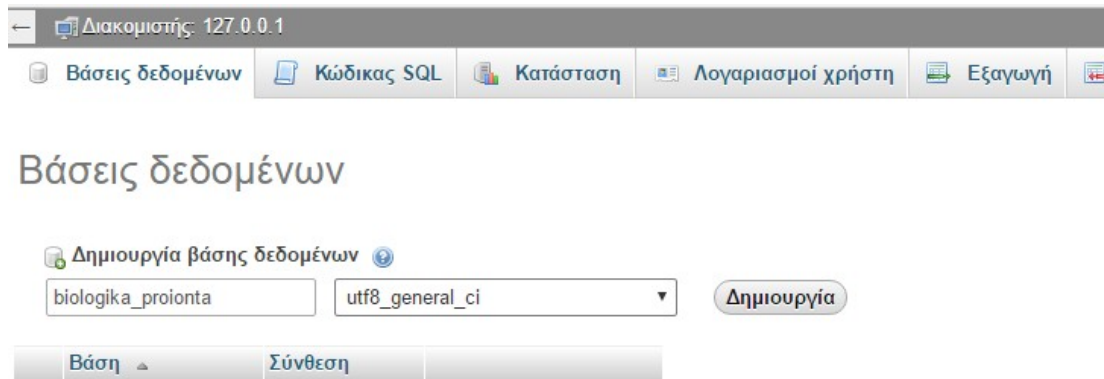 Διακομιστής: 127.0.0.1
Βάσεις δεδομένων Κώδικας SQL Κατάσταση Λογαριασμοί χρήστη Εξαγωγή
Βάσεις δεδομένων
Δημιουργία βάσης δεδομένων
biologika_proionta utf8_general_ci Δημιουργία
Βάση Σύνθεση